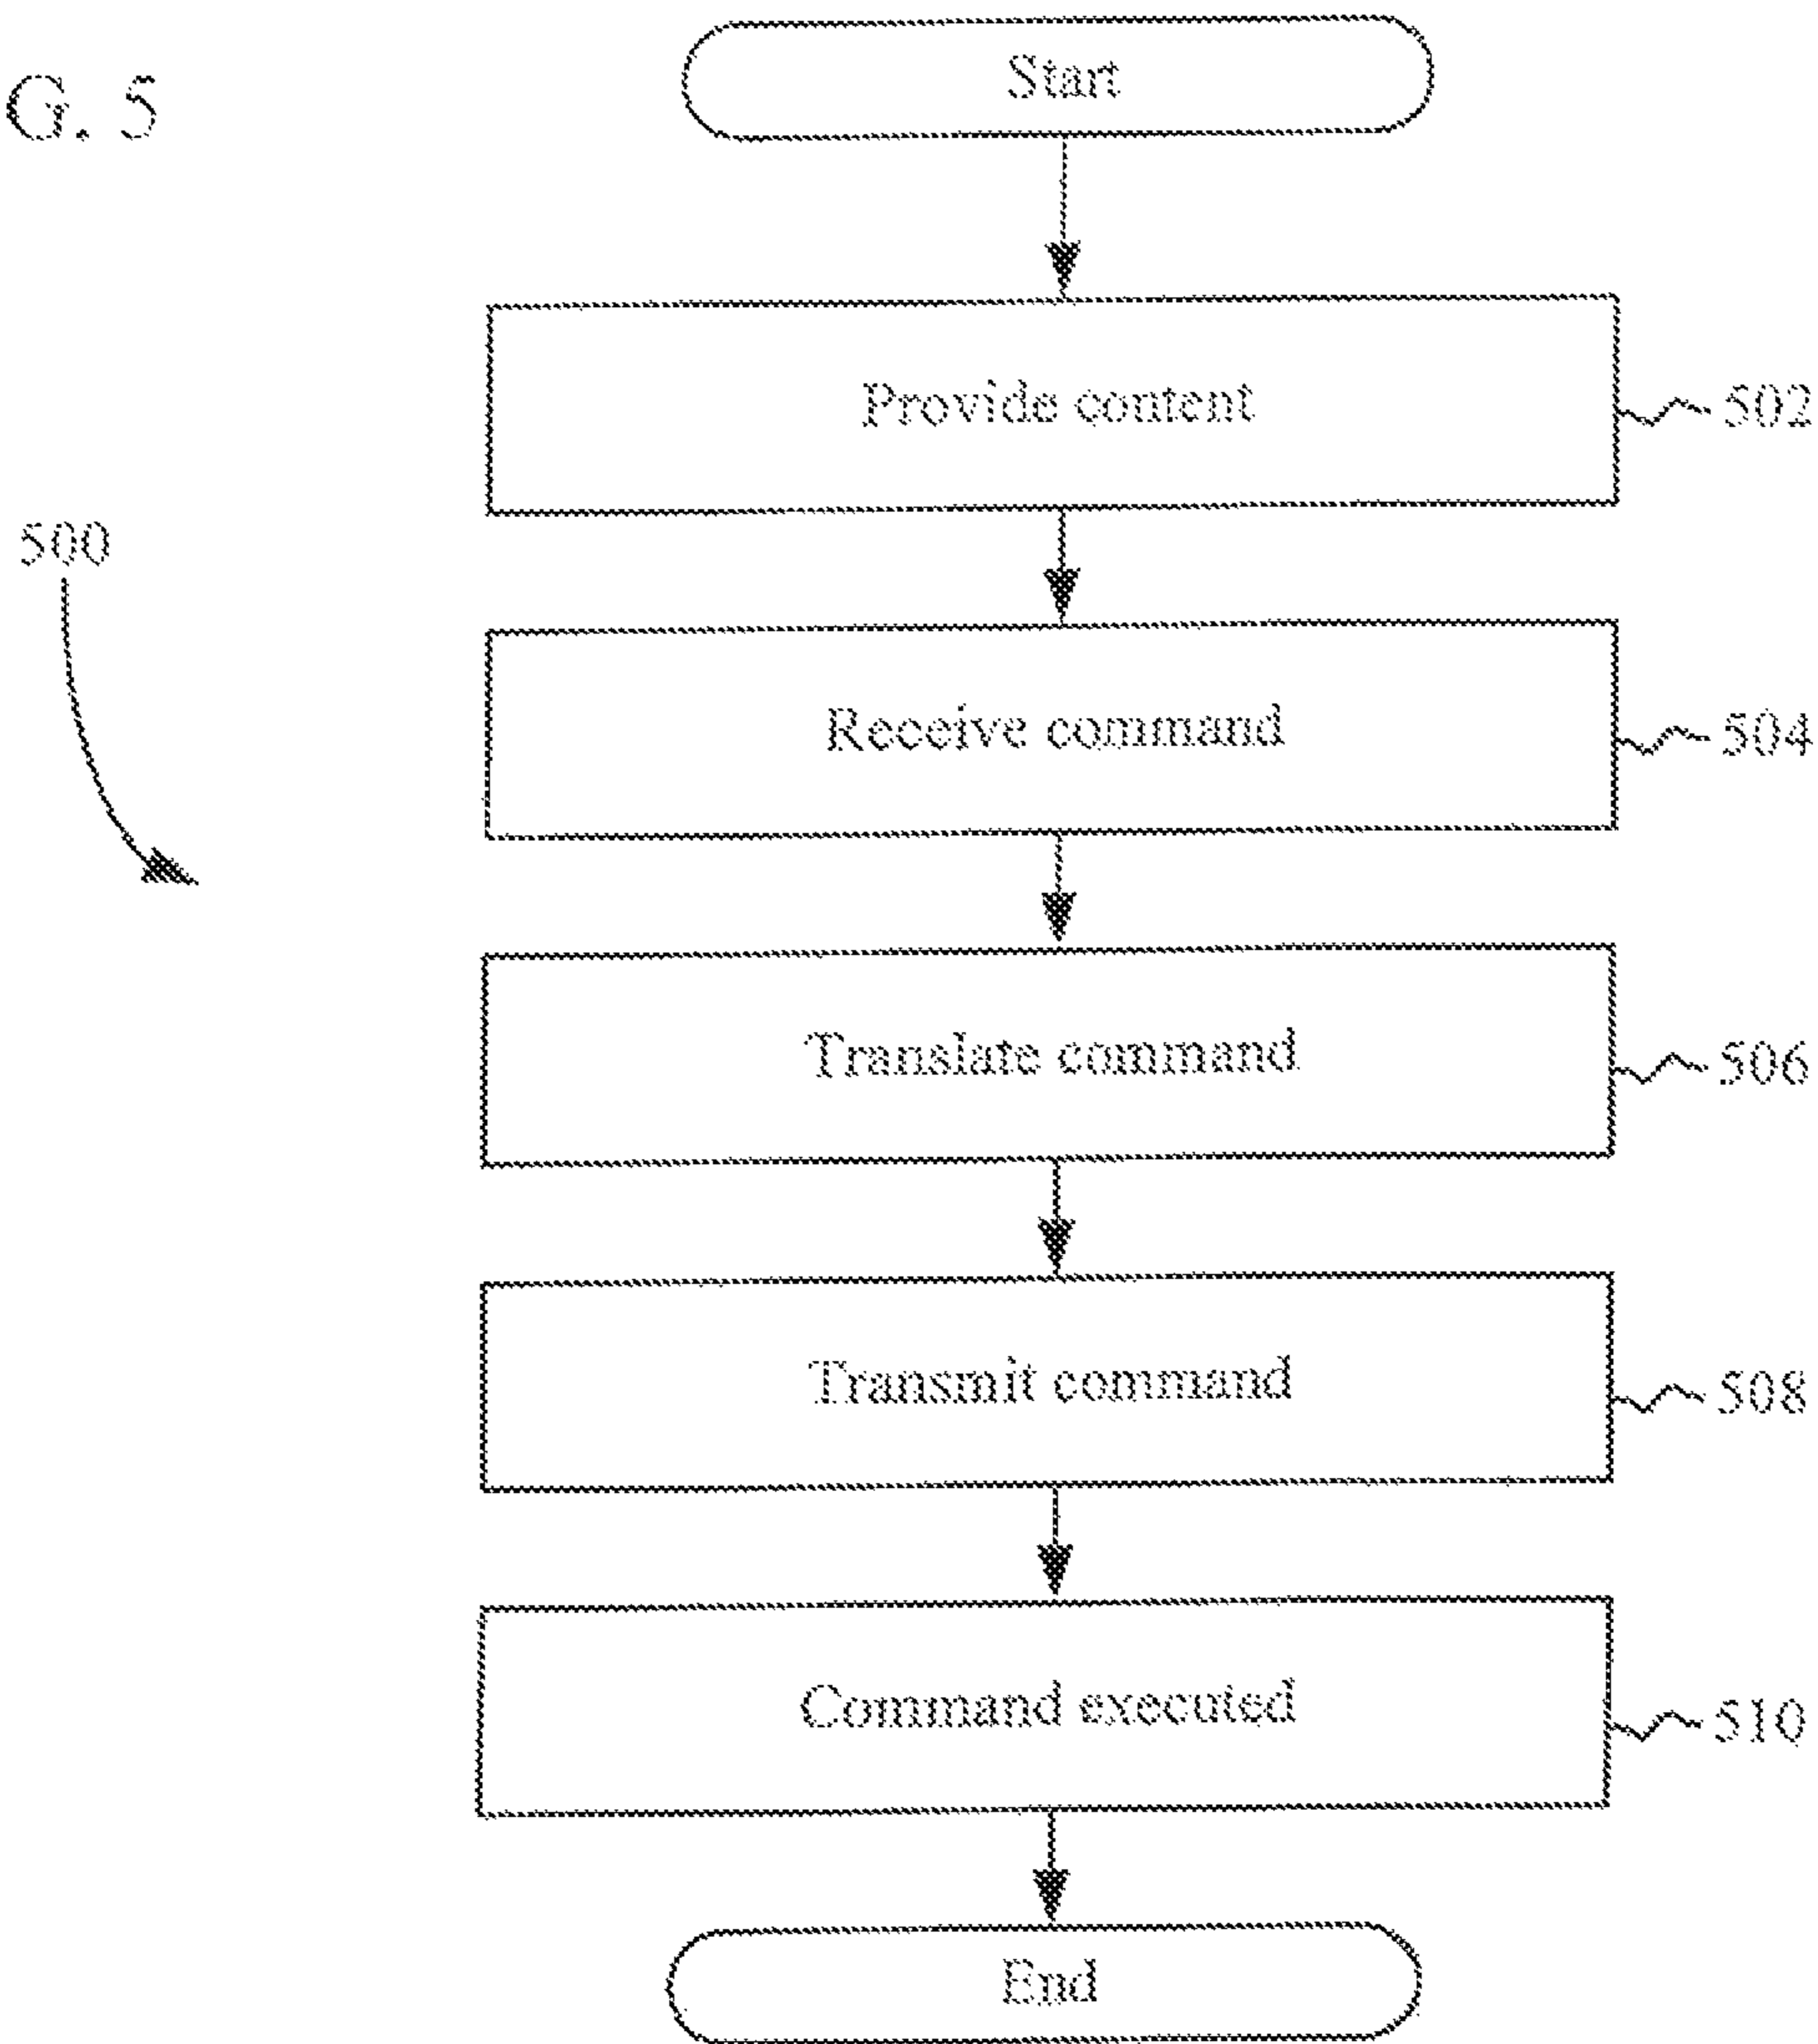 G. 5
Start
Provide content
502
500
Receive command
504
Translate command
506
Transmit command
508
Command executed
510
End